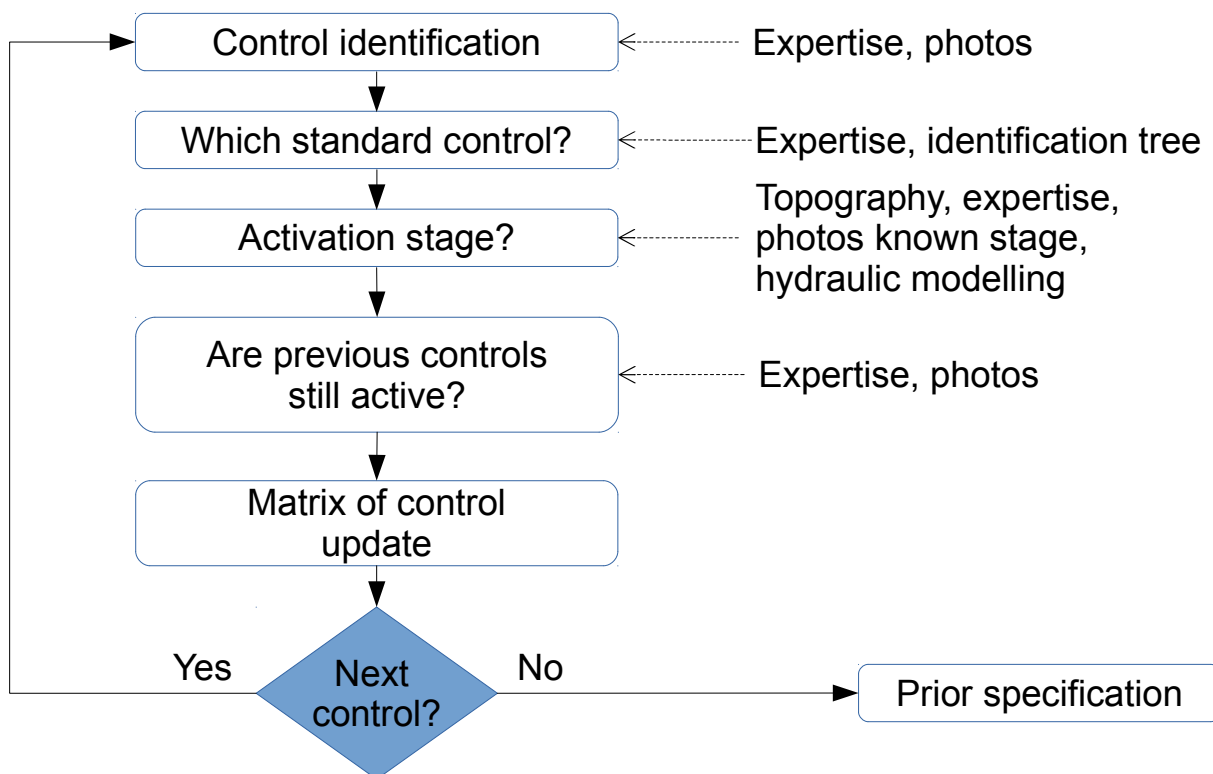 Control identification
Expertise, photos
Which standard control?
Expertise, identification tree
Activation stage?
Topography, expertise,
photos known stage,
hydraulic modelling
Are previous controls
still active?
Expertise, photos
Matrix of control
update
Yes
Next
control?
No
Prior specification